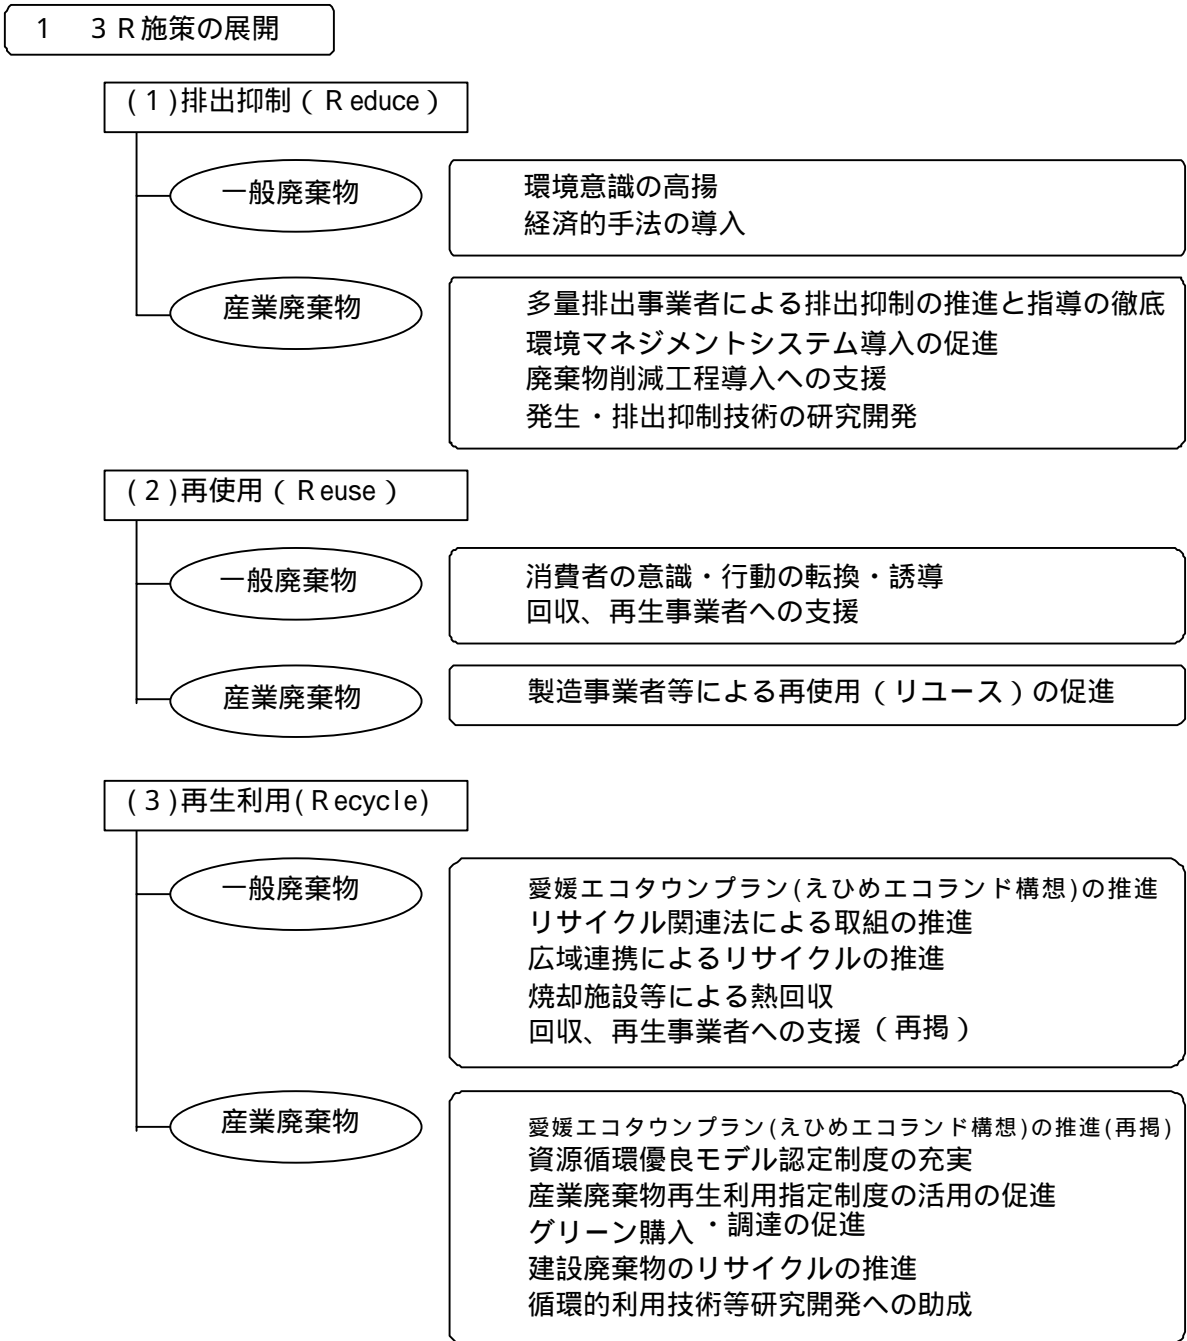 1　３Ｒ施策の展開
(１)排出抑制（Ｒeduce）
一般廃棄物
環境意識の高揚
経済的手法の導入
産業廃棄物
多量排出事業者による排出抑制の推進と指導の徹底
環境マネジメントシステム導入の促進
廃棄物削減工程導入への支援
発生・排出抑制技術の研究開発
(２)再使用（Ｒeuse）
一般廃棄物
消費者の意識・行動の転換・誘導
回収、再生事業者への支援
産業廃棄物
製造事業者等による再使用（リユース）の促進
(３)再生利用(Ｒecycle)
一般廃棄物
愛媛エコタウンプラン(えひめエコランド構想)の推進
リサイクル関連法による取組の推進
広域連携によるリサイクルの推進
焼却施設等による熱回収
回収、再生事業者への支援（再掲）
産業廃棄物
愛媛エコタウンプラン(えひめエコランド構想)の推進(再掲)
資源循環優良モデル認定制度の充実
産業廃棄物再生利用指定制度の活用の促進
グリーン購入・調達の促進
建設廃棄物のリサイクルの推進
循環的利用技術等研究開発への助成